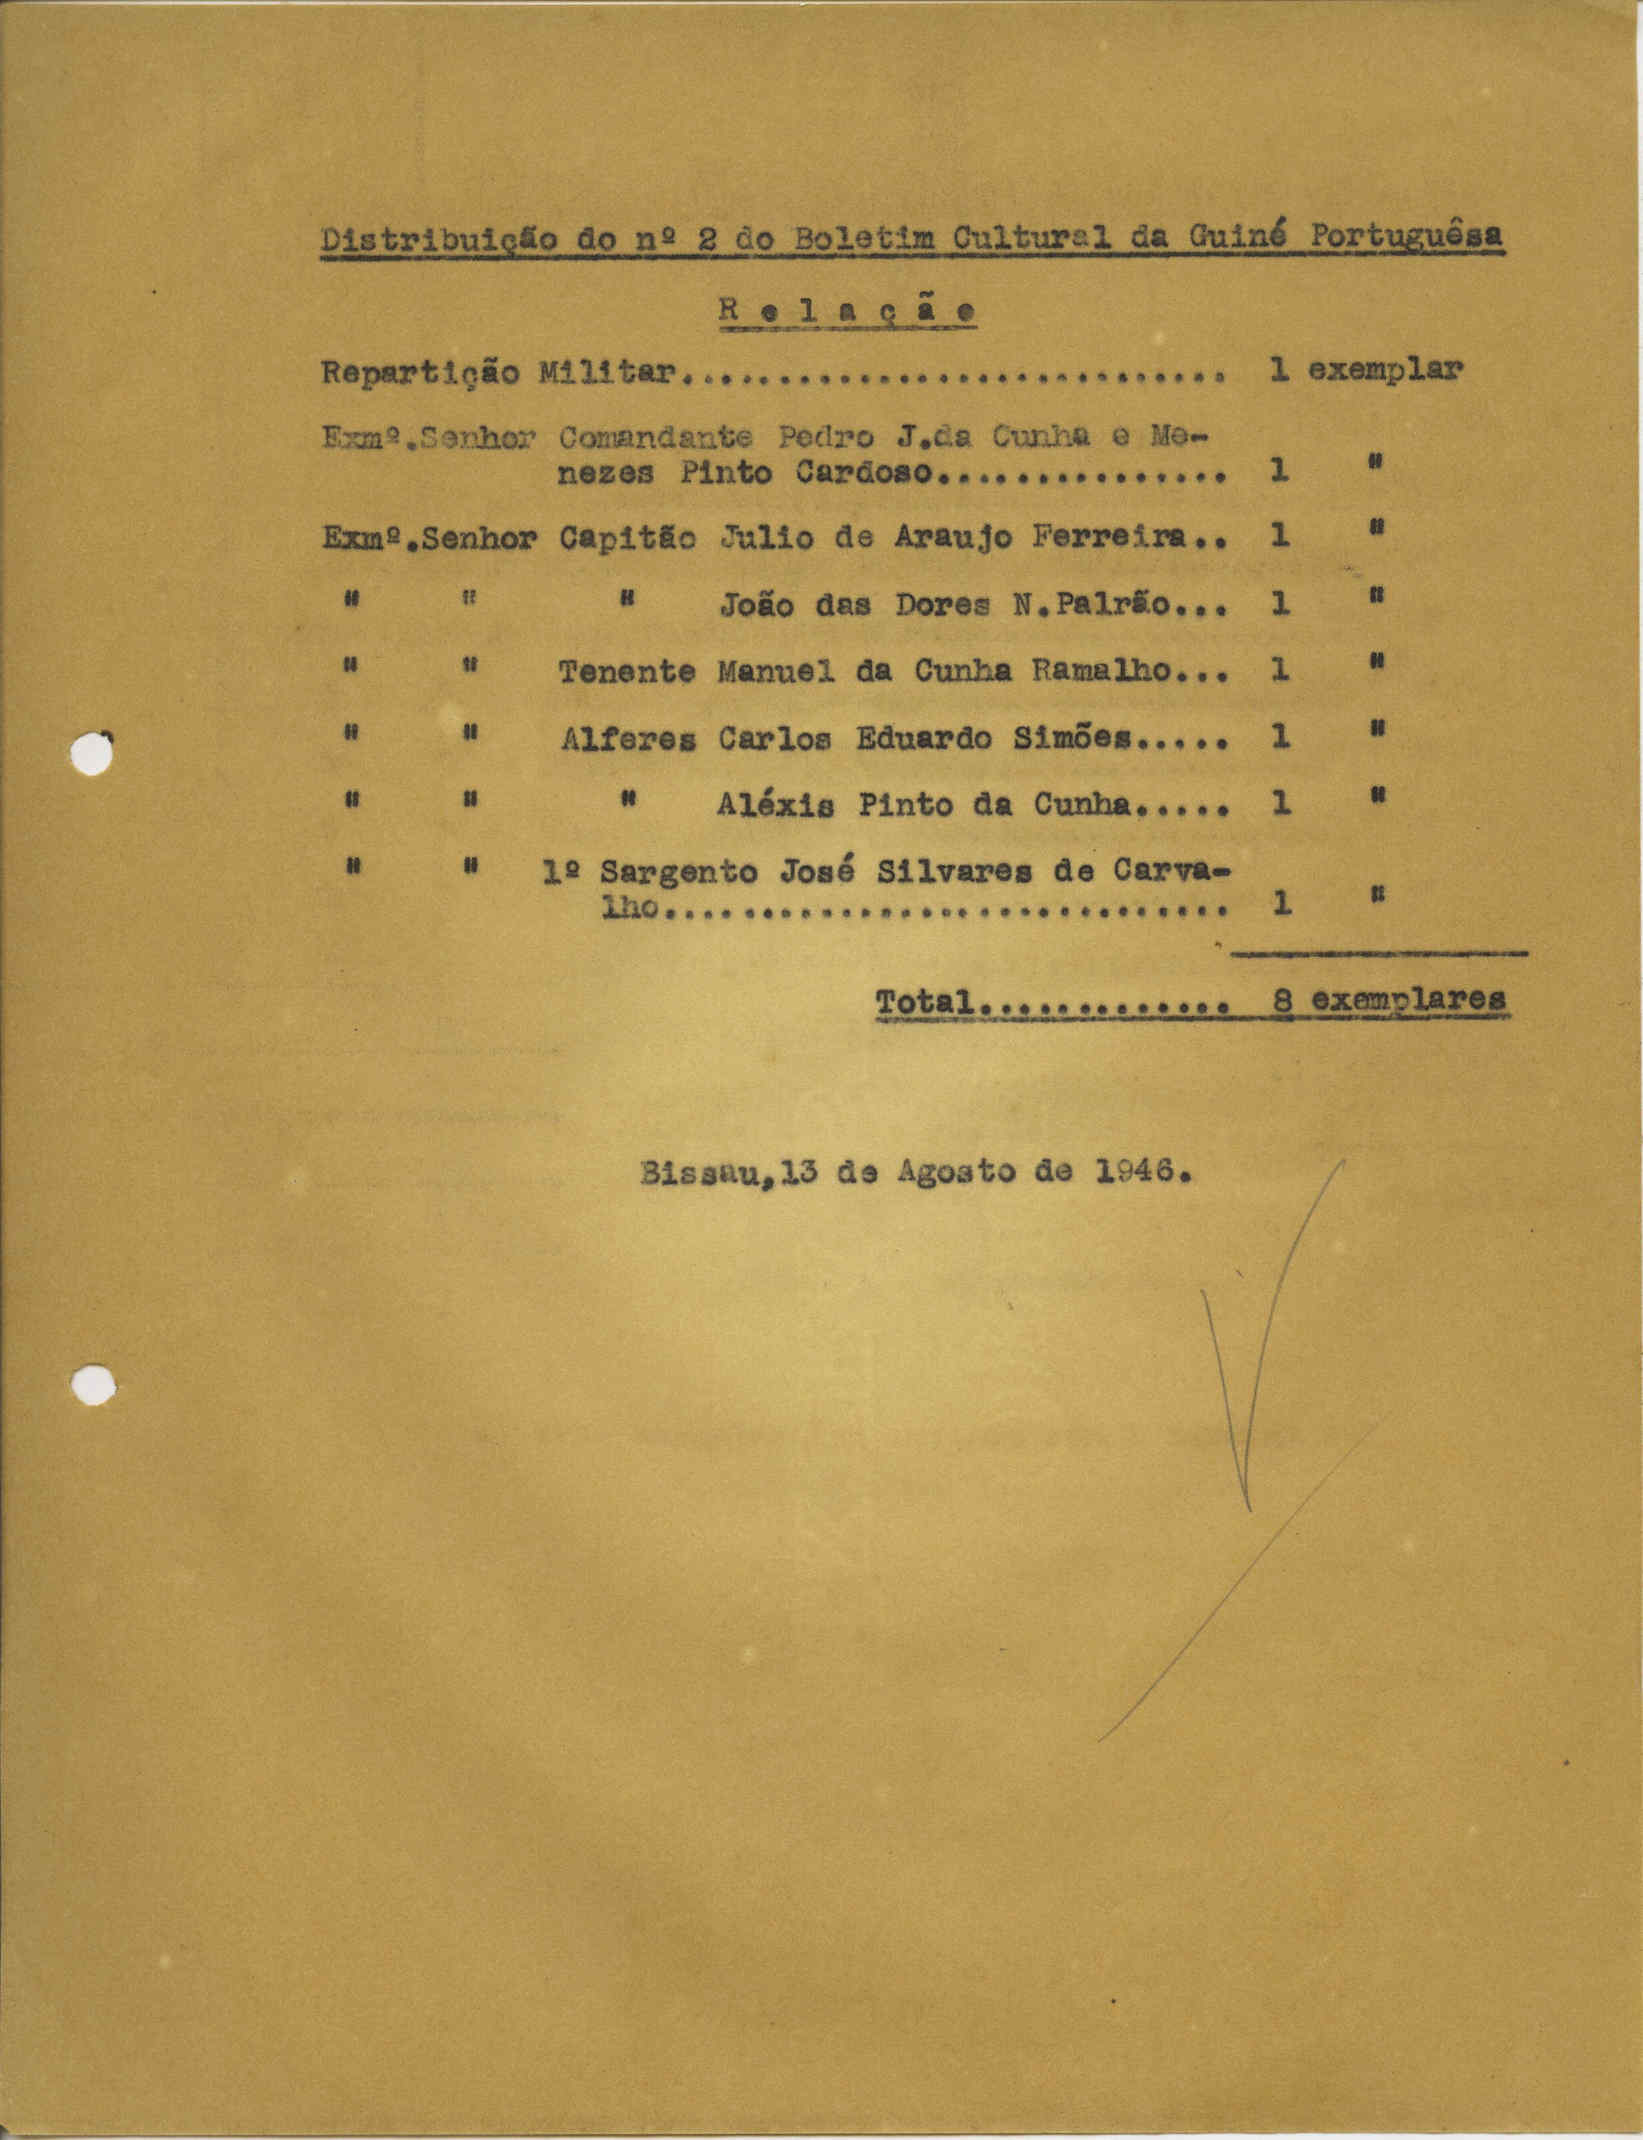 Distribuição do nº 2 do Boletim Cultural da Guiné Portuguêsa
R e l a ç ã o
Repartição Militar............................ 1 exemplar
Exmº.Senhor Comandante Pedro J.da Cunha e Me-
nezes Pinto Cardoso............... 1 "
Exmº.Senhor Capitão Julio de Araujo Ferreira.. 1 "
" " " João das Dores N.Palrão... 1 "
" " Tenente Manuel da Cunha Ramalho... 1 "
" " Alferes Carlos Eduardo Simões..... 1 "
" " " Aléxis Pinto da Cunha..... 1 "
" " 1º Sargento José Silvares de Carva-
lho............................. 1 "
Total............. 8 exemplares
Bissau,13 de Agosto de 1946.